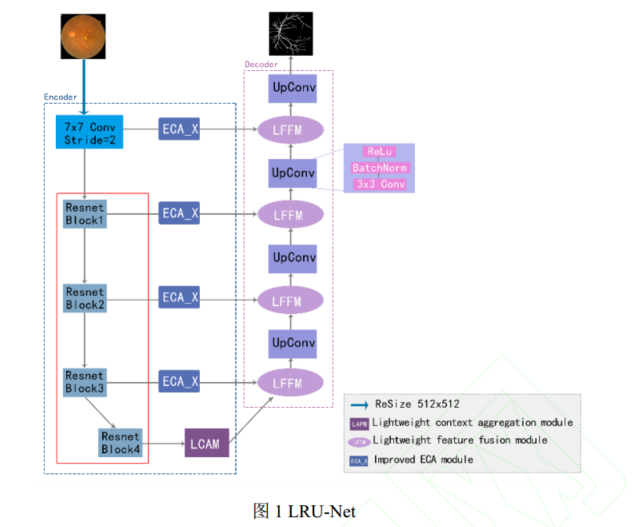 Decoder
UpConv
Encoder
7x7 Conv
Stride=2
ECA_X
LFFM
UpConv
ReLu
BatchNorm
3x3 Conv
Resnet
Block1
ECA_X
LFFM
UpConv
Resnet
Block2
ECA_X
LFFM
UpConv
Resnet
Block3
ECA_X
LFFM
Resnet
Block4
LCAM
ReSize 512x512
LAPM
Lightweight context aggregation module
LFFM
Lightweight feature fusion module
ECA_X
Improved ECA module
图 1 LRU-Net